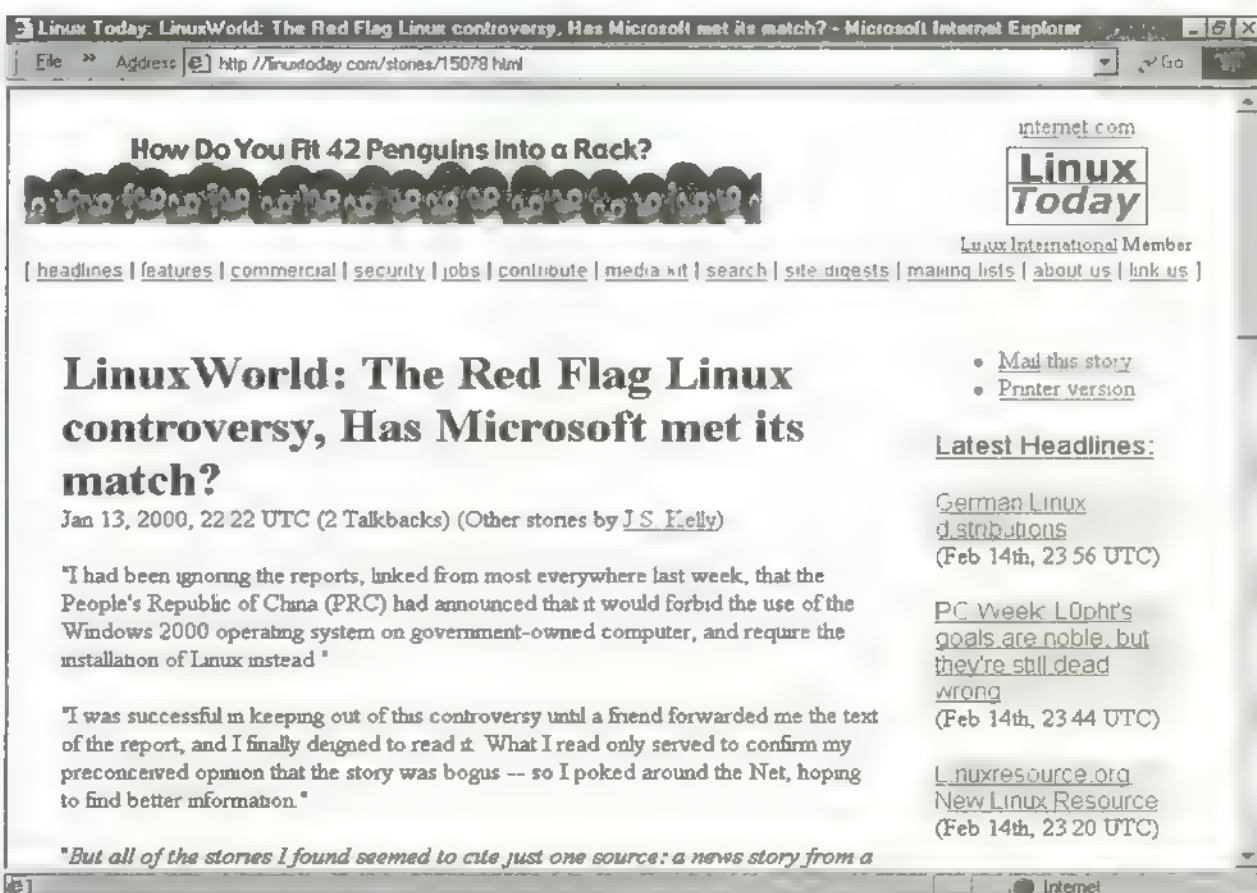 Linux Today: LinuxWorld: The Red Flag Linux controversy, Has Microsoft met its match? - Microsoft Internet Explorer
File » Address http://linuxtoday.com/stories/15078.html Go
How Do You Fit 42 Penguins Into a Rack?
internet.com
Linux
Today
Linux International Member
[ headlines | features | commercial | security | jobs | contribute | media kit | search | site digests | mailing lists | about us | link us ]
LinuxWorld: The Red Flag Linux
controversy, Has Microsoft met its
match?
Jan 13, 2000, 22:22 UTC (2 Talkbacks) (Other stories by J.S. Kelly)
"I had been ignoring the reports, linked from most everywhere last week, that the
People's Republic of China (PRC) had announced that it would forbid the use of the
Windows 2000 operating system on government-owned computer, and require the
installation of Linux instead."
"I was successful in keeping out of this controversy until a friend forwarded me the text
of the report, and I finally deigned to read it. What I read only served to confirm my
preconceived opinion that the story was bogus -- so I poked around the Net, hoping
to find better information."
"But all of the stories I found seemed to cite just one source: a news story from a
• Mail this story
• Printer version
Latest Headlines:
German Linux
distributions
(Feb 14th, 23:56 UTC)
PC Week: L0pht's
goals are noble, but
they're still dead
wrong
(Feb 14th, 23:44 UTC)
Linuxresource.org
New Linux Resource
(Feb 14th, 23:20 UTC)
Internet